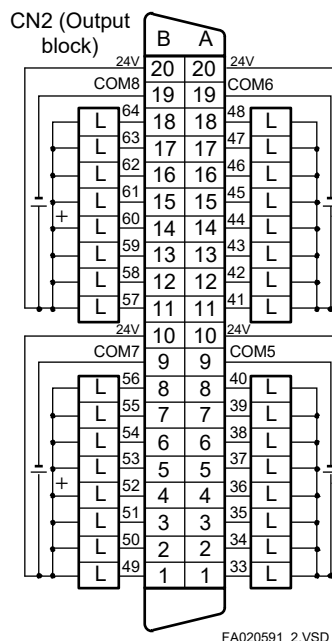 CN2 (Output B A
block)
24V 20 20 24V
COM8 19 19 COM6
L 64 18 18 48 L
L 63 17 17 47 L
L 62 16 16 46 L
L 61 15 15 45 L
+ L 60 14 14 44 L
L 59 13 13 43 L
L 58 12 12 42 L
L 57 11 11 41 L
24V 10 10 24V
COM7 9 9 COM5
L 56 8 8 40 L
L 55 7 7 39 L
L 54 6 6 38 L
L 53 5 5 37 L
+ L 52 4 4 36 L
L 51 3 3 35 L
L 50 2 2 34 L
L 49 1 1 33 L
FA020591_2.VSD